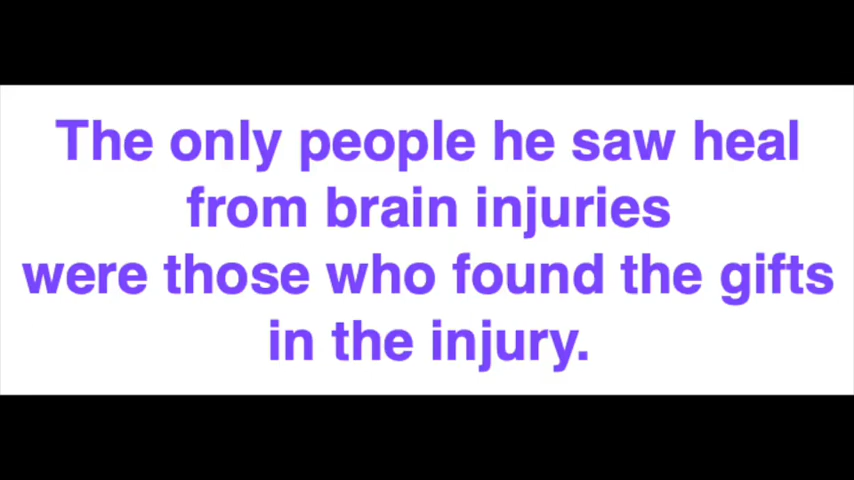 The only people he saw heal
from brain injuries
were those who found the gifts
in the injury.